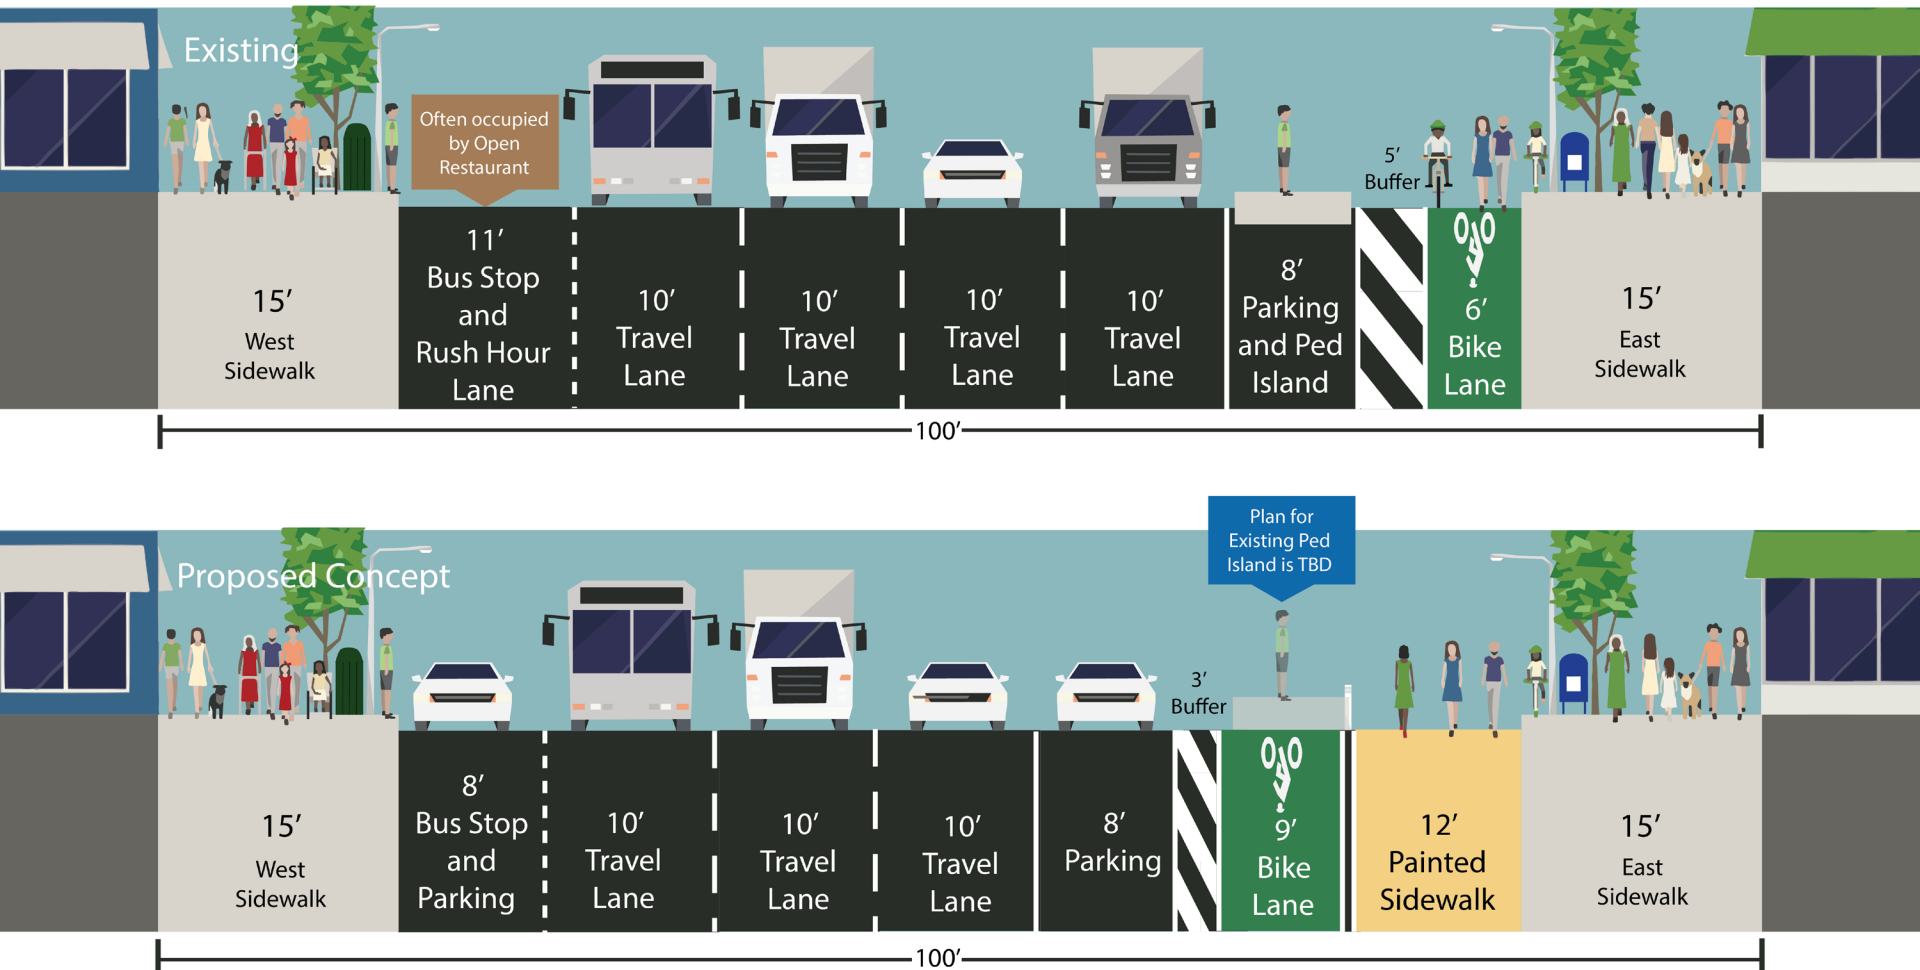 Existing
Often occupied
by Open
Restaurant
5’
Buffer
15’
West
Sidewalk
11’
Bus Stop
and
Rush Hour
Lane
10’
Travel
Lane
10’
Travel
Lane
10’
Travel
Lane
10’
Travel
Lane
8’
Parking
and Ped
Island
6’
Bike
Lane
15’
East
Sidewalk
100’
Plan for
Existing Ped
Island is TBD
Proposed Concept
3’
Buffer
15’
West
Sidewalk
8’
Bus Stop
and
Parking
10’
Travel
Lane
10’
Travel
Lane
10’
Travel
Lane
8’
Parking
9’
Bike
Lane
12’
Painted
Sidewalk
15’
East
Sidewalk
100’